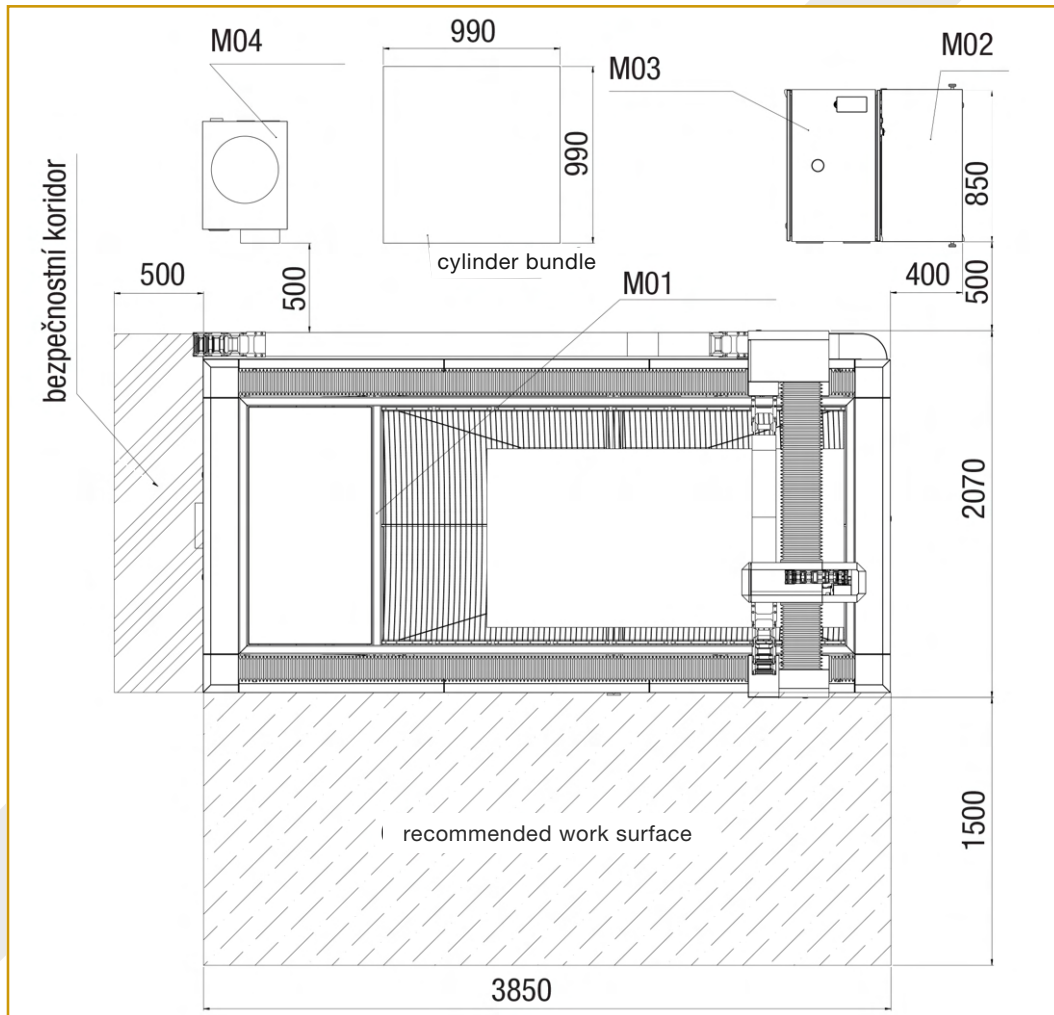 M04
990
M03
M02
990
850
bezpečnostní koridor
cylinder bundle
500
500
M01
400
500
2070
recommended work surface
1500
3850